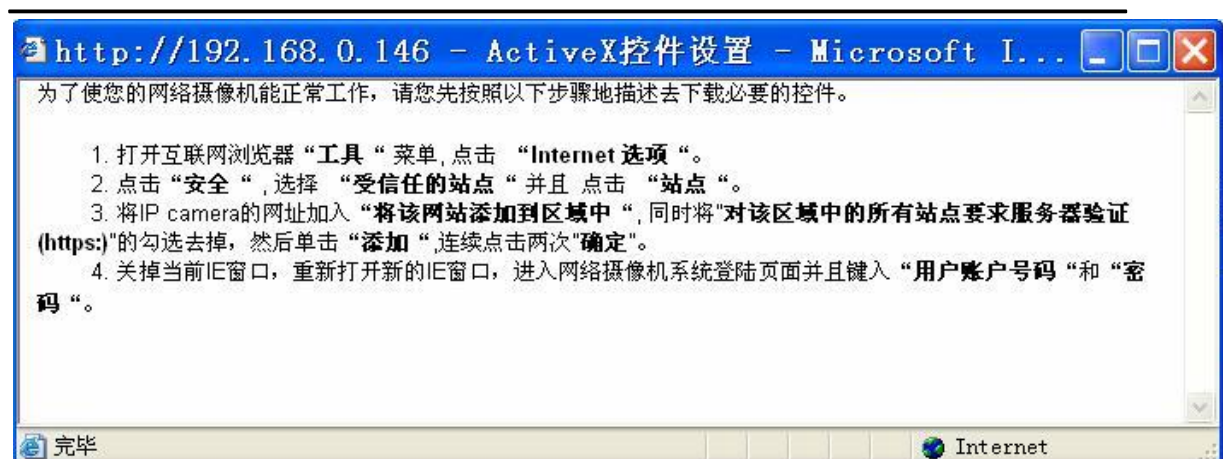 http://192.168.0.146 - ActiveX控件设置 - Microsoft I...
为了使您的网络摄像机能正常工作，请您先按照以下步骤地描述去下载必要的控件。
1. 打开互联网浏览器 “工具 “ 菜单, 点击 “Internet 选项 “。
2. 点击 “安全 “ , 选择 “受信任的站点 “ 并且 点击 “站点 “。
3. 将IP camera的网址加入 “将该网站添加到区域中 “, 同时将"对该区域中的所有站点要求服务器验证
(https:)"的勾选去掉，然后单击 “添加 “,连续点击两次"确定"。
4. 关掉当前IE窗口，重新打开新的IE窗口，进入网络摄像机系统登陆页面并且键入 “用户账户号码 “和 “密
码 “。
完毕
Internet